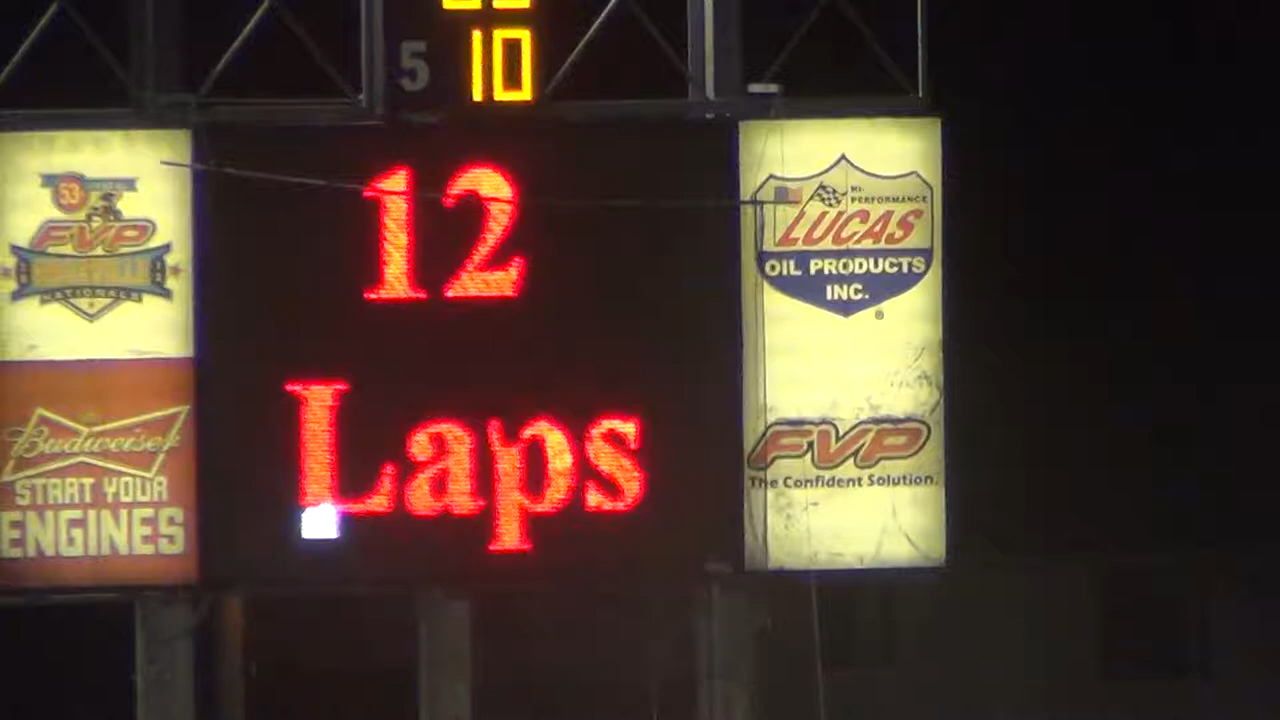 5 10
12
Laps
53
FVP
KNOXVILLE
NATIONALS
Budweiser
START YOUR
ENGINES
HI-
PERFORMANCE
LUCAS
OIL PRODUCTS
INC.
®
FVP
The Confident Solution.